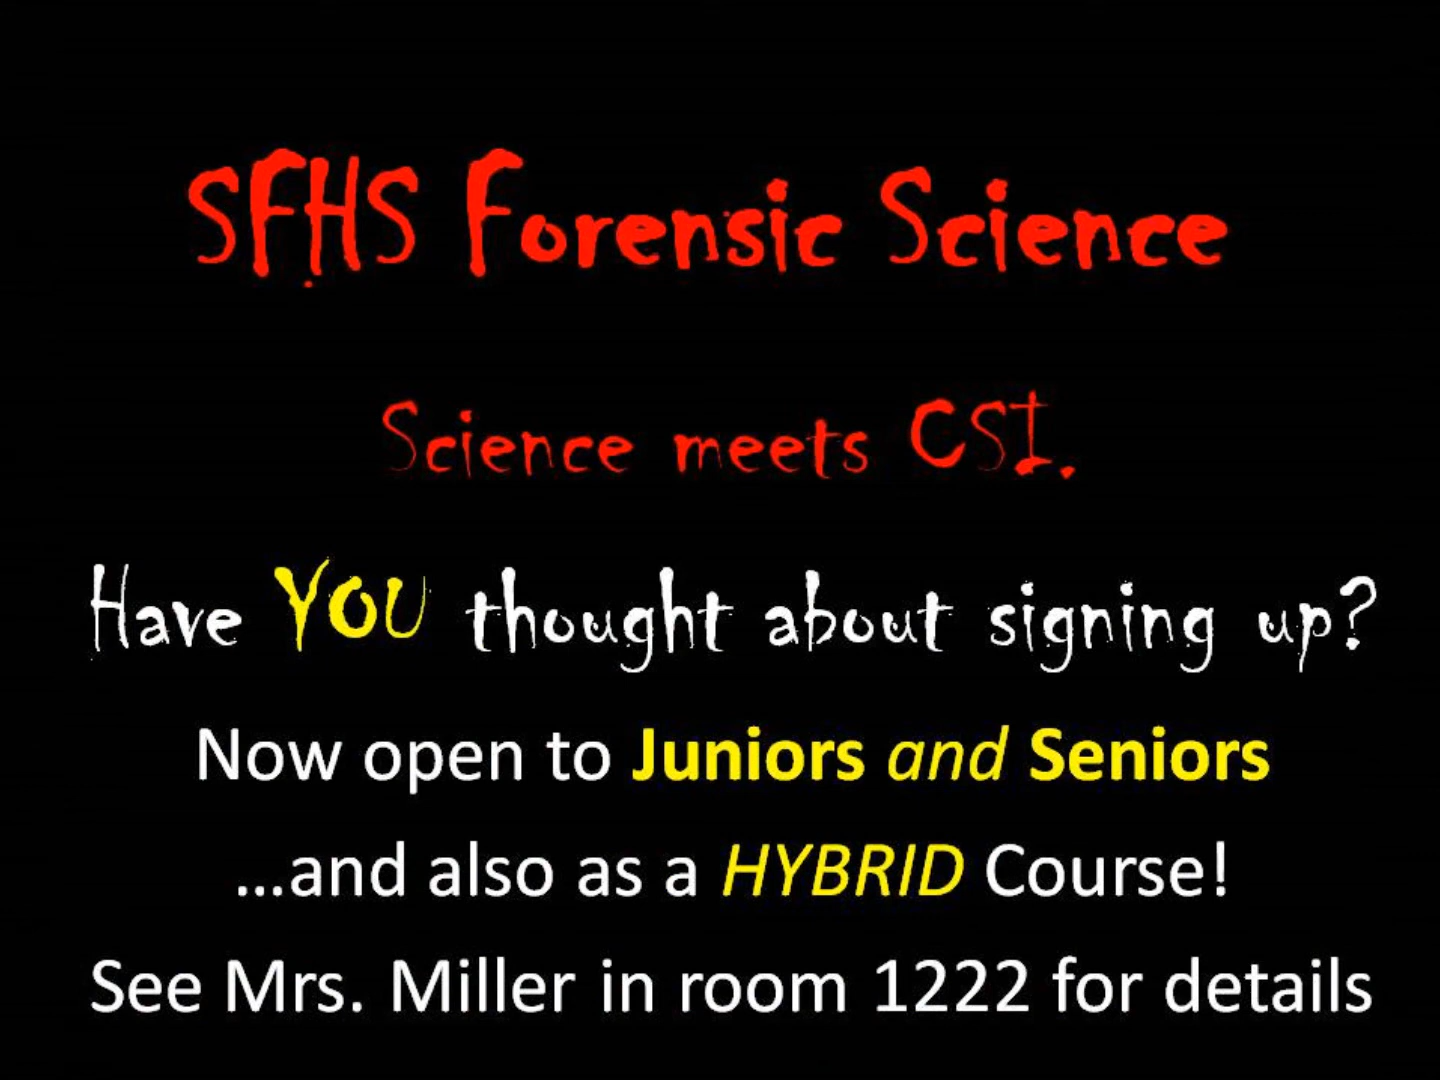 SFHS Forensic Science
Science meets CSI.
Have YOU thought about signing up?
Now open to Juniors and Seniors
...and also as a HYBRID Course!
See Mrs. Miller in room 1222 for details